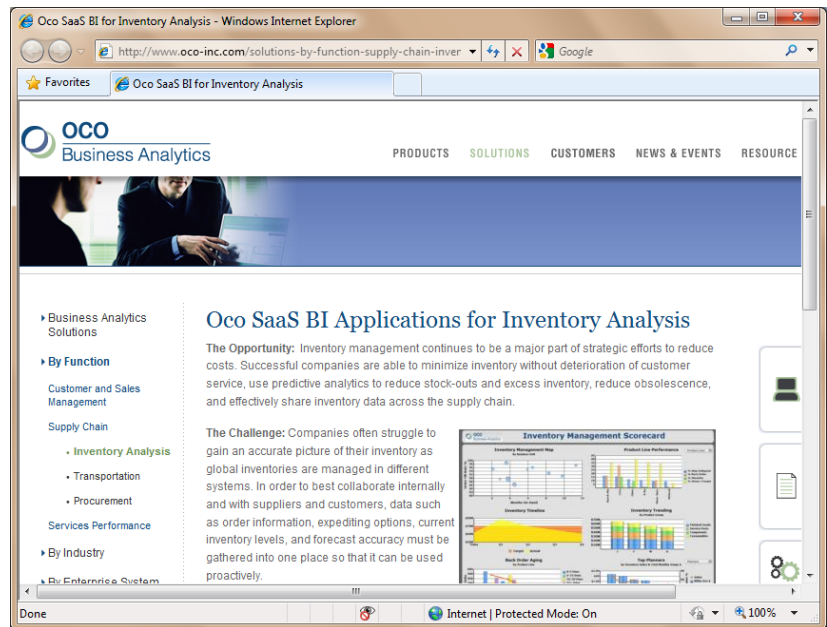 Oco SaaS BI for Inventory Analysis - Windows Internet Explorer
http://www.oco-inc.com/solutions-by-function-supply-chain-inver
Google
Favorites
Oco SaaS BI for Inventory Analysis
OCO
Business Analytics
PRODUCTS SOLUTIONS CUSTOMERS NEWS & EVENTS RESOURCE
Business Analytics
Solutions
By Function
Customer and Sales
Management
Supply Chain
Inventory Analysis
Transportation
Procurement
Services Performance
By Industry
By Enterprise System
Oco SaaS BI Applications for Inventory Analysis
The Opportunity: Inventory management continues to be a major part of strategic efforts to reduce
costs. Successful companies are able to minimize inventory without deterioration of customer
service, use predictive analytics to reduce stock-outs and excess inventory, reduce obsolescence,
and effectively share inventory data across the supply chain.
The Challenge: Companies often struggle to
gain an accurate picture of their inventory as
global inventories are managed in different
systems. In order to best collaborate internally
and with suppliers and customers, data such
as order information, expediting options, current
inventory levels, and forecast accuracy must be
gathered into one place so that it can be used
proactively.
Inventory Management Scorecard
Inventory Management Map
Product Line Performance
Inventory Timeline
Inventory Trending
Back Order Aging
Top Planners
Done
Internet | Protected Mode: On
100%